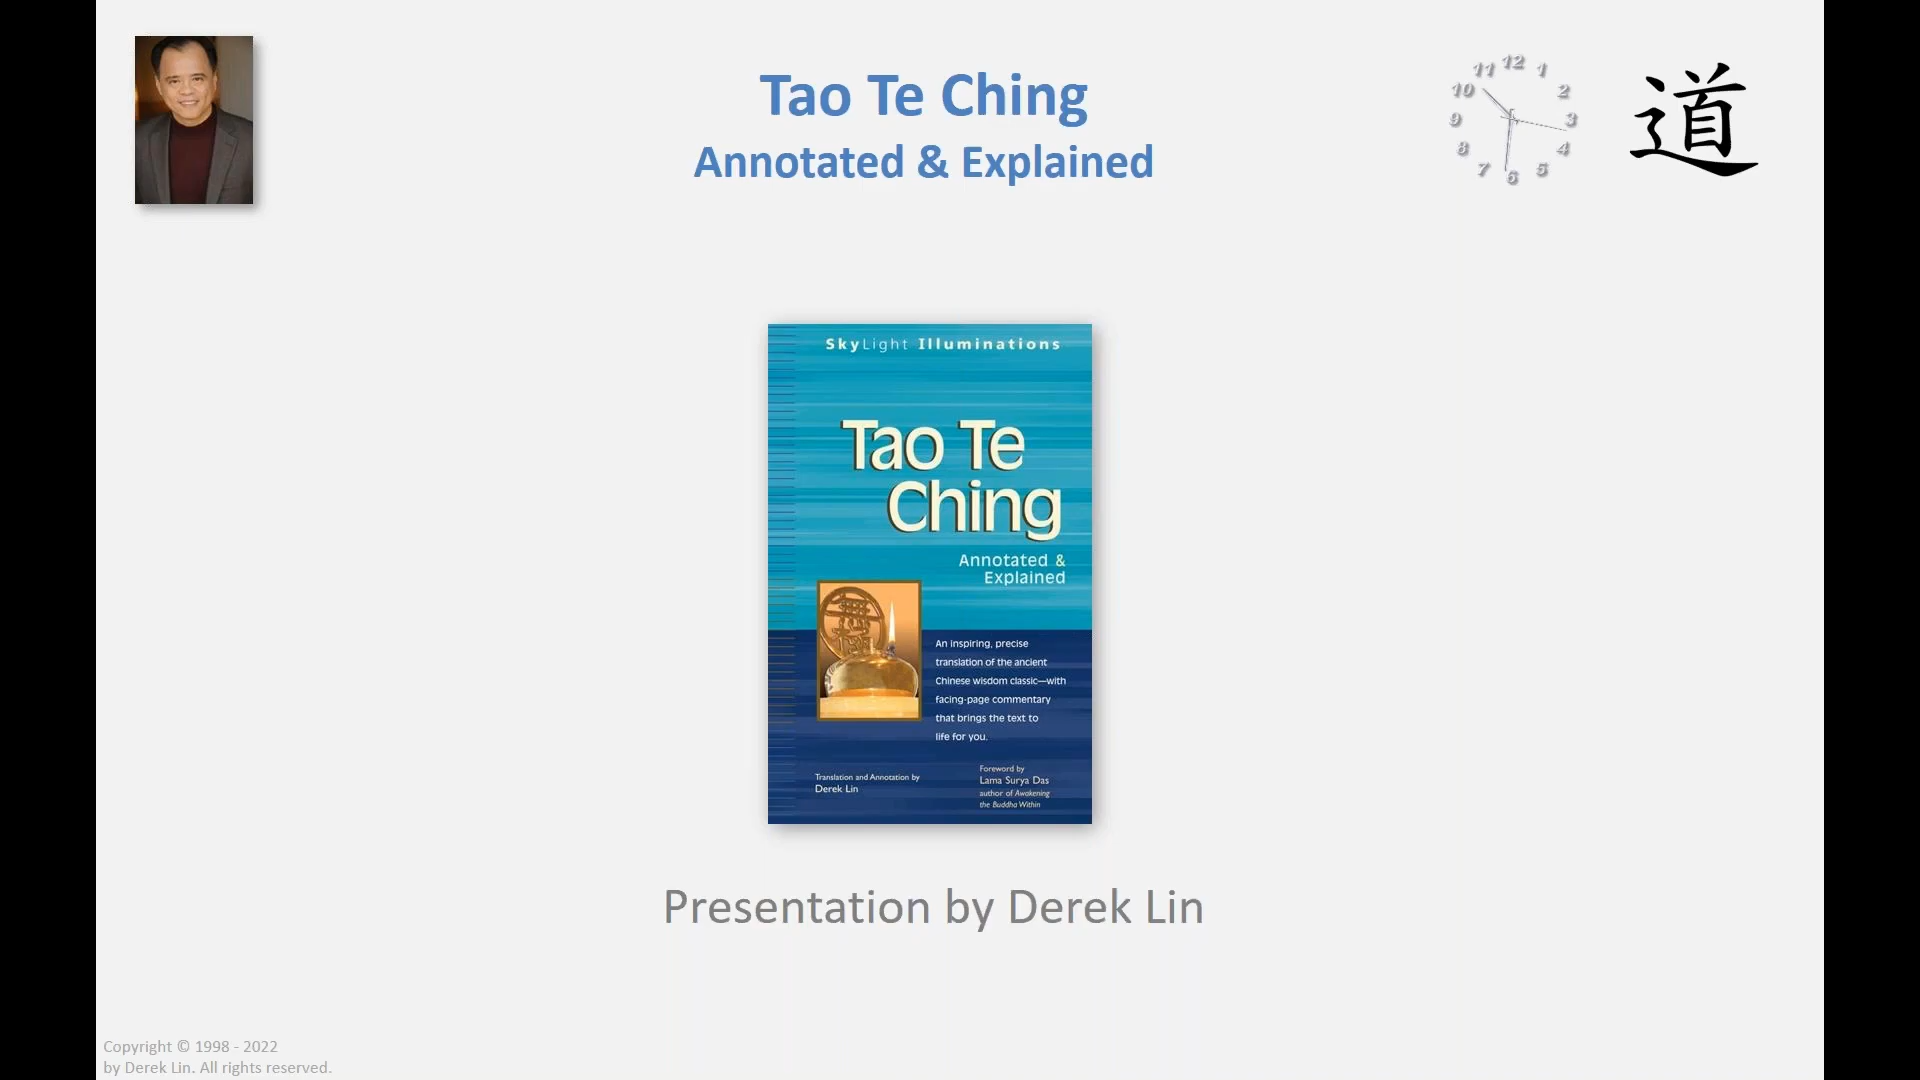 Tao Te Ching
Annotated & Explained
12
1
2
3
4
5
6
7
8
9
10
11
道
SkyLight Illuminations
Tao Te
Ching
Annotated &
Explained
An inspiring, precise
translation of the ancient
Chinese wisdom classic—with
facing-page commentary
that brings the text to
life for you.
Translation and Annotation by
Derek Lin
Foreword by
Lama Surya Das
author of Awakening
the Buddha Within
Presentation by Derek Lin
Copyright © 1998 - 2022
by Derek Lin. All rights reserved.